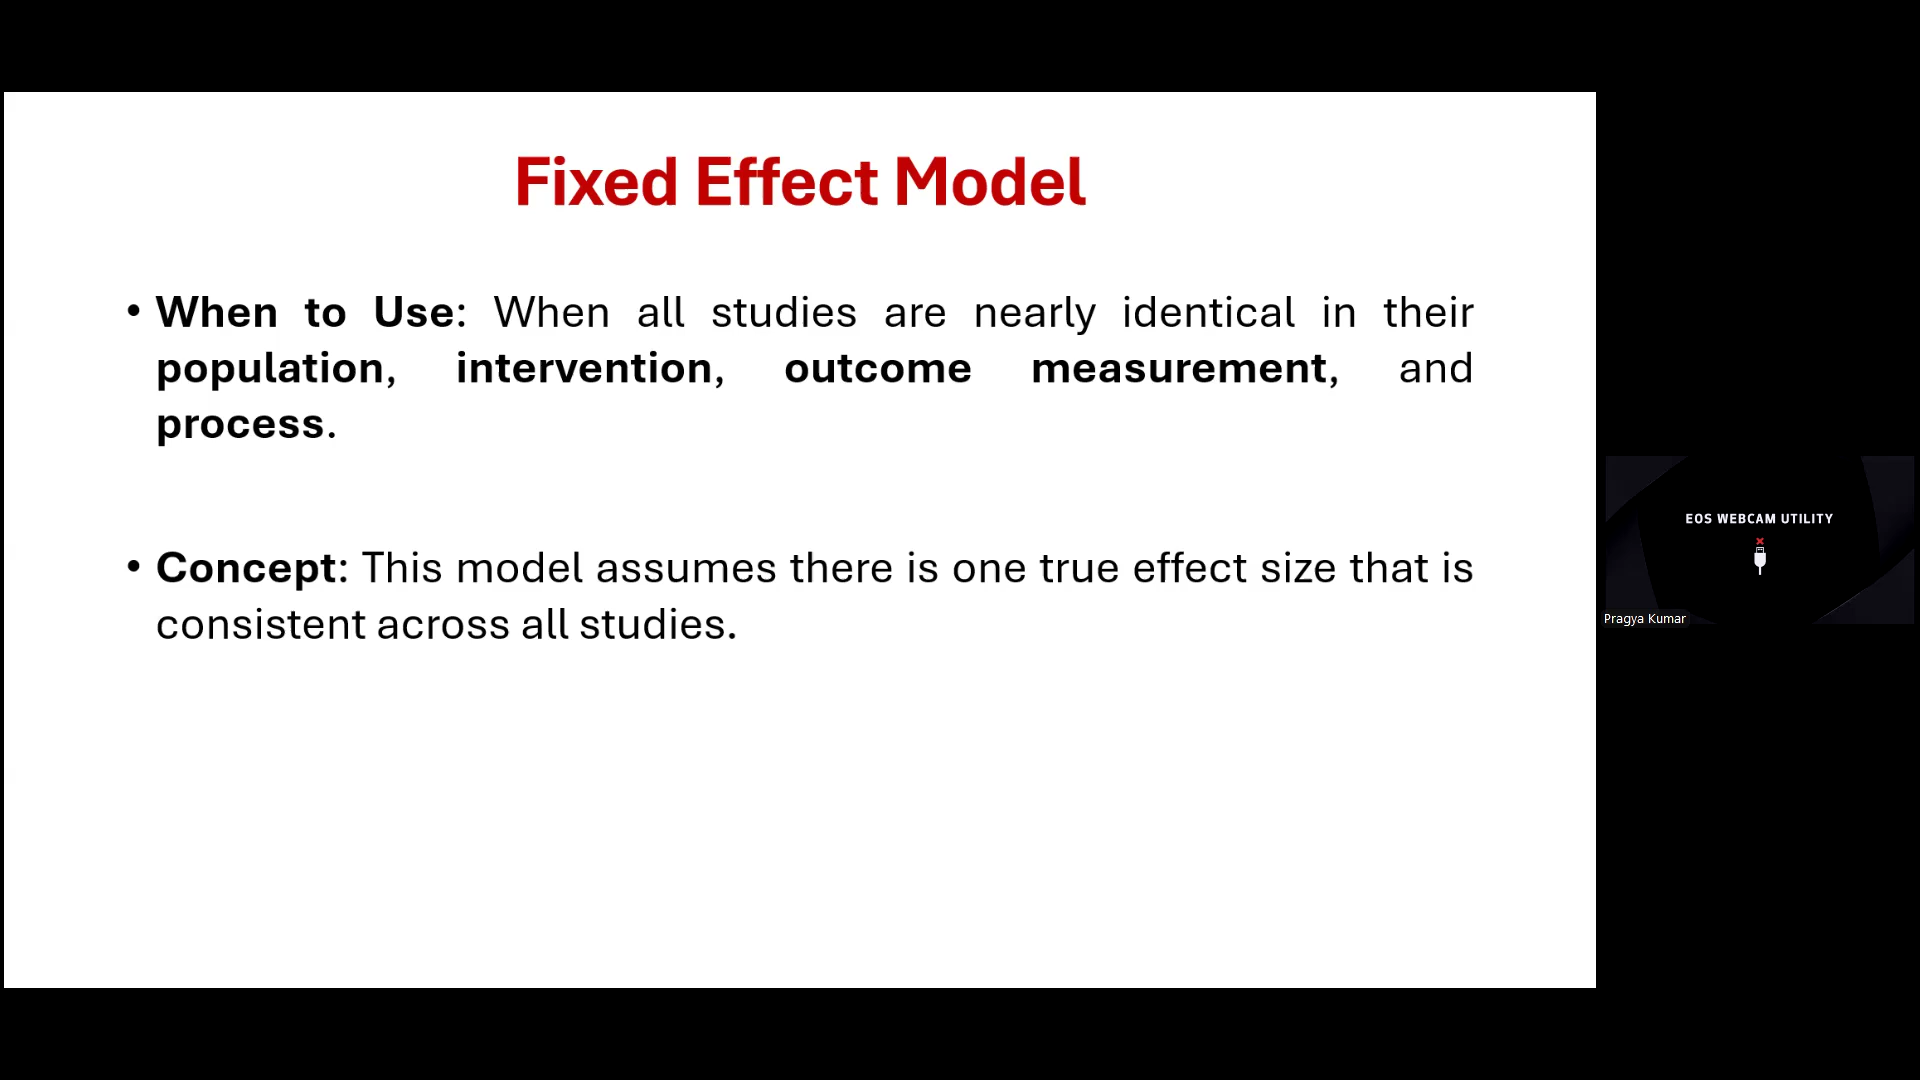 Fixed Effect Model
• When to Use: When all studies are nearly identical in their
population, intervention, outcome measurement, and
process.
• Concept: This model assumes there is one true effect size that is
consistent across all studies.
EOS WEBCAM UTILITY
Pragya Kumar